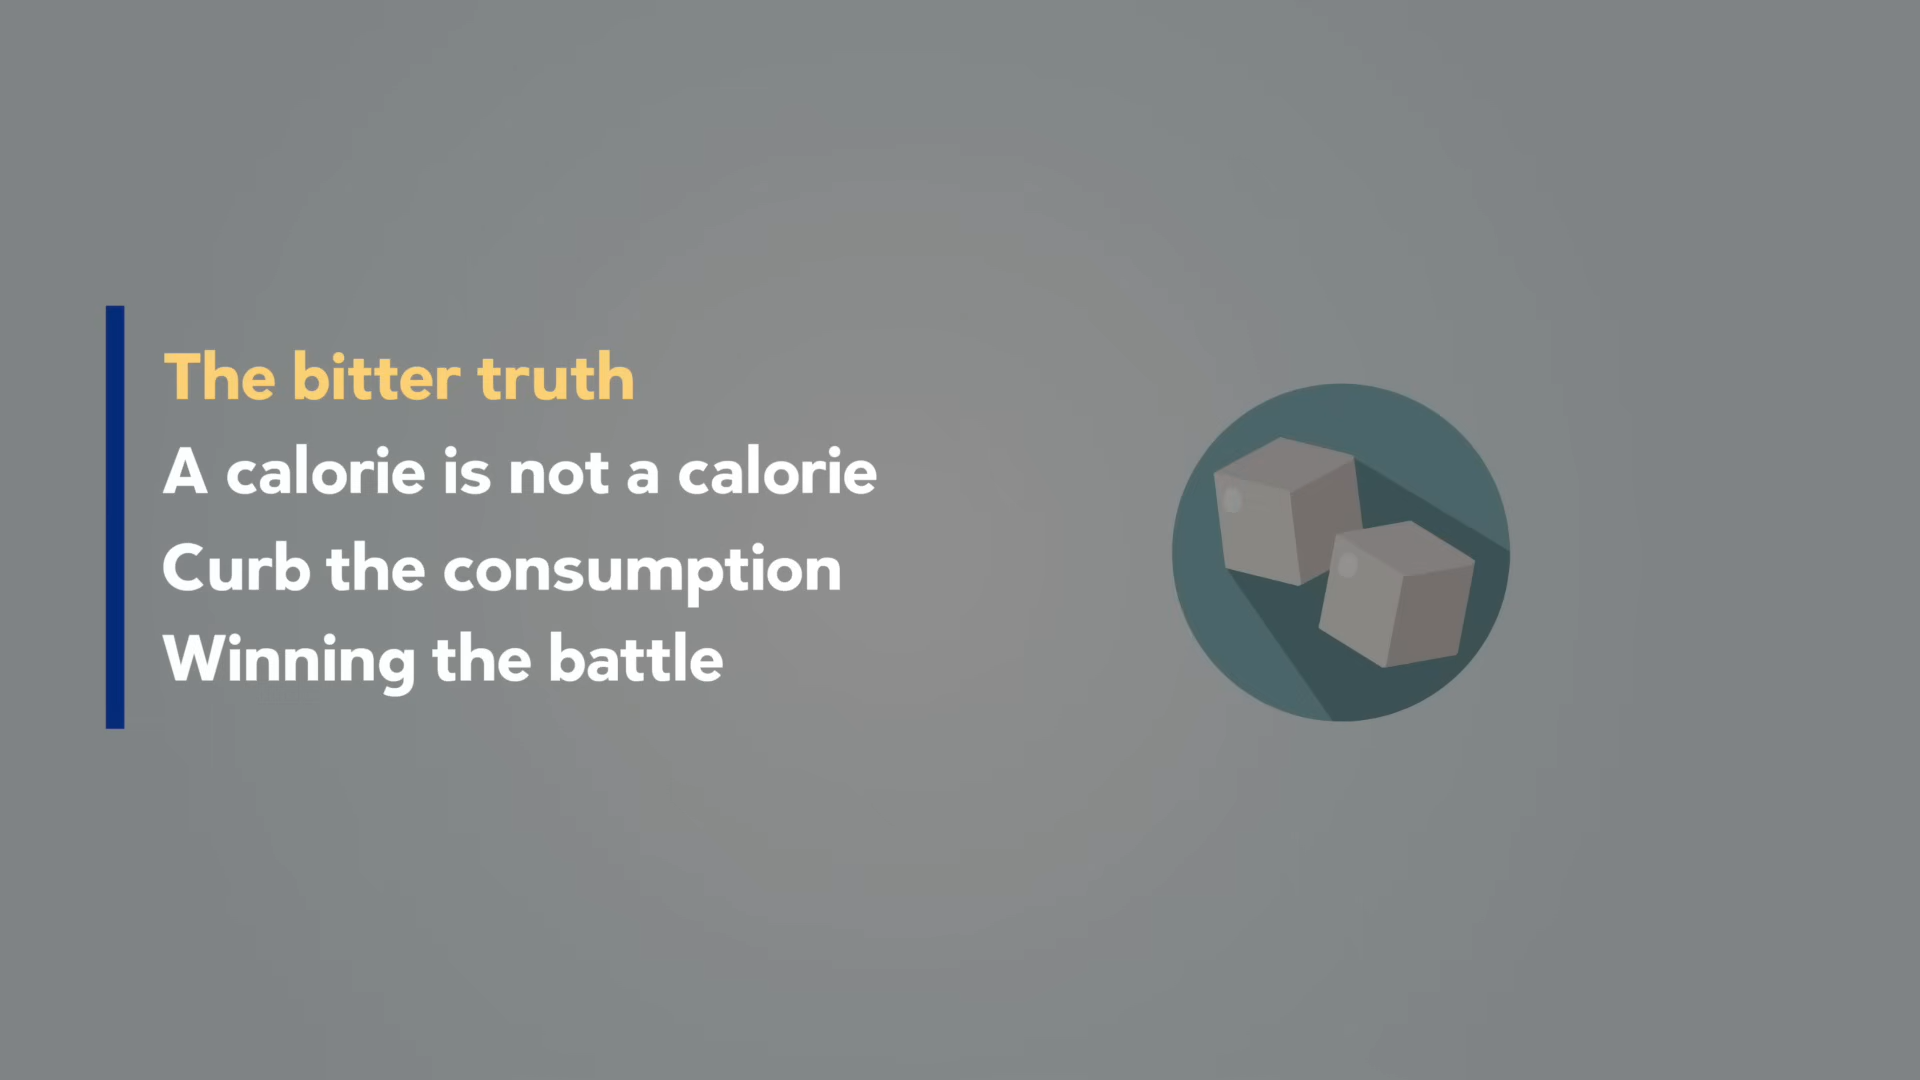 The bitter truth
A calorie is not a calorie
Curb the consumption
Winning the battle